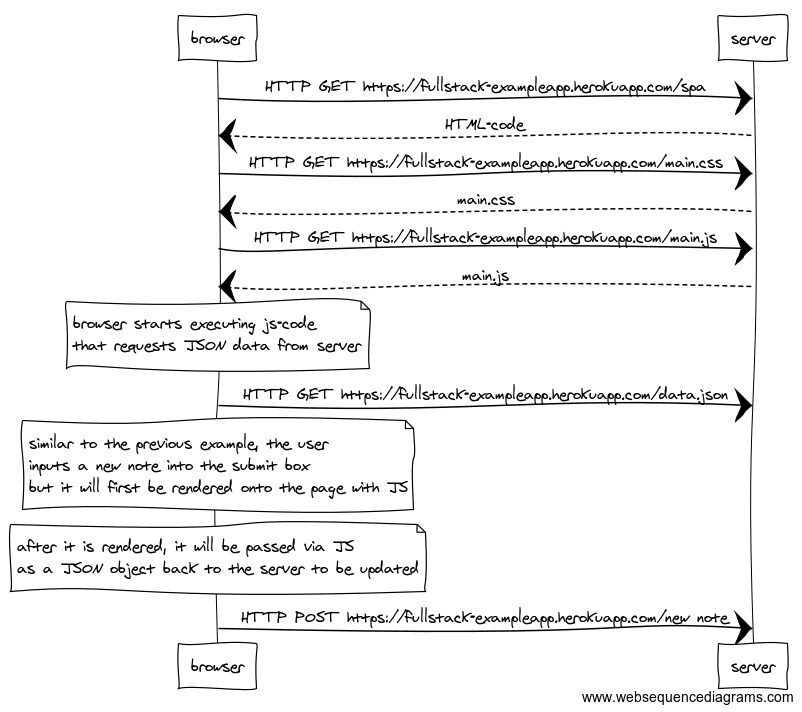 browser server
HTTP GET https://fullstack-exampleapp.herokuapp.com/spa
HTML-code
HTTP GET https://fullstack-exampleapp.herokuapp.com/main.css
main.css
HTTP GET https://fullstack-exampleapp.herokuapp.com/main.js
main.js
browser starts executing js-code
that requests JSON data from server
HTTP GET https://fullstack-exampleapp.herokuapp.com/data.json
similar to the previous example, the user
inputs a new note into the submit box
but it will first be rendered onto the page with JS
after it is rendered, it will be passed via JS
as a JSON object back to the server to be updated
HTTP POST https://fullstack-exampleapp.herokuapp.com/new note
browser server
www.websequencediagrams.com